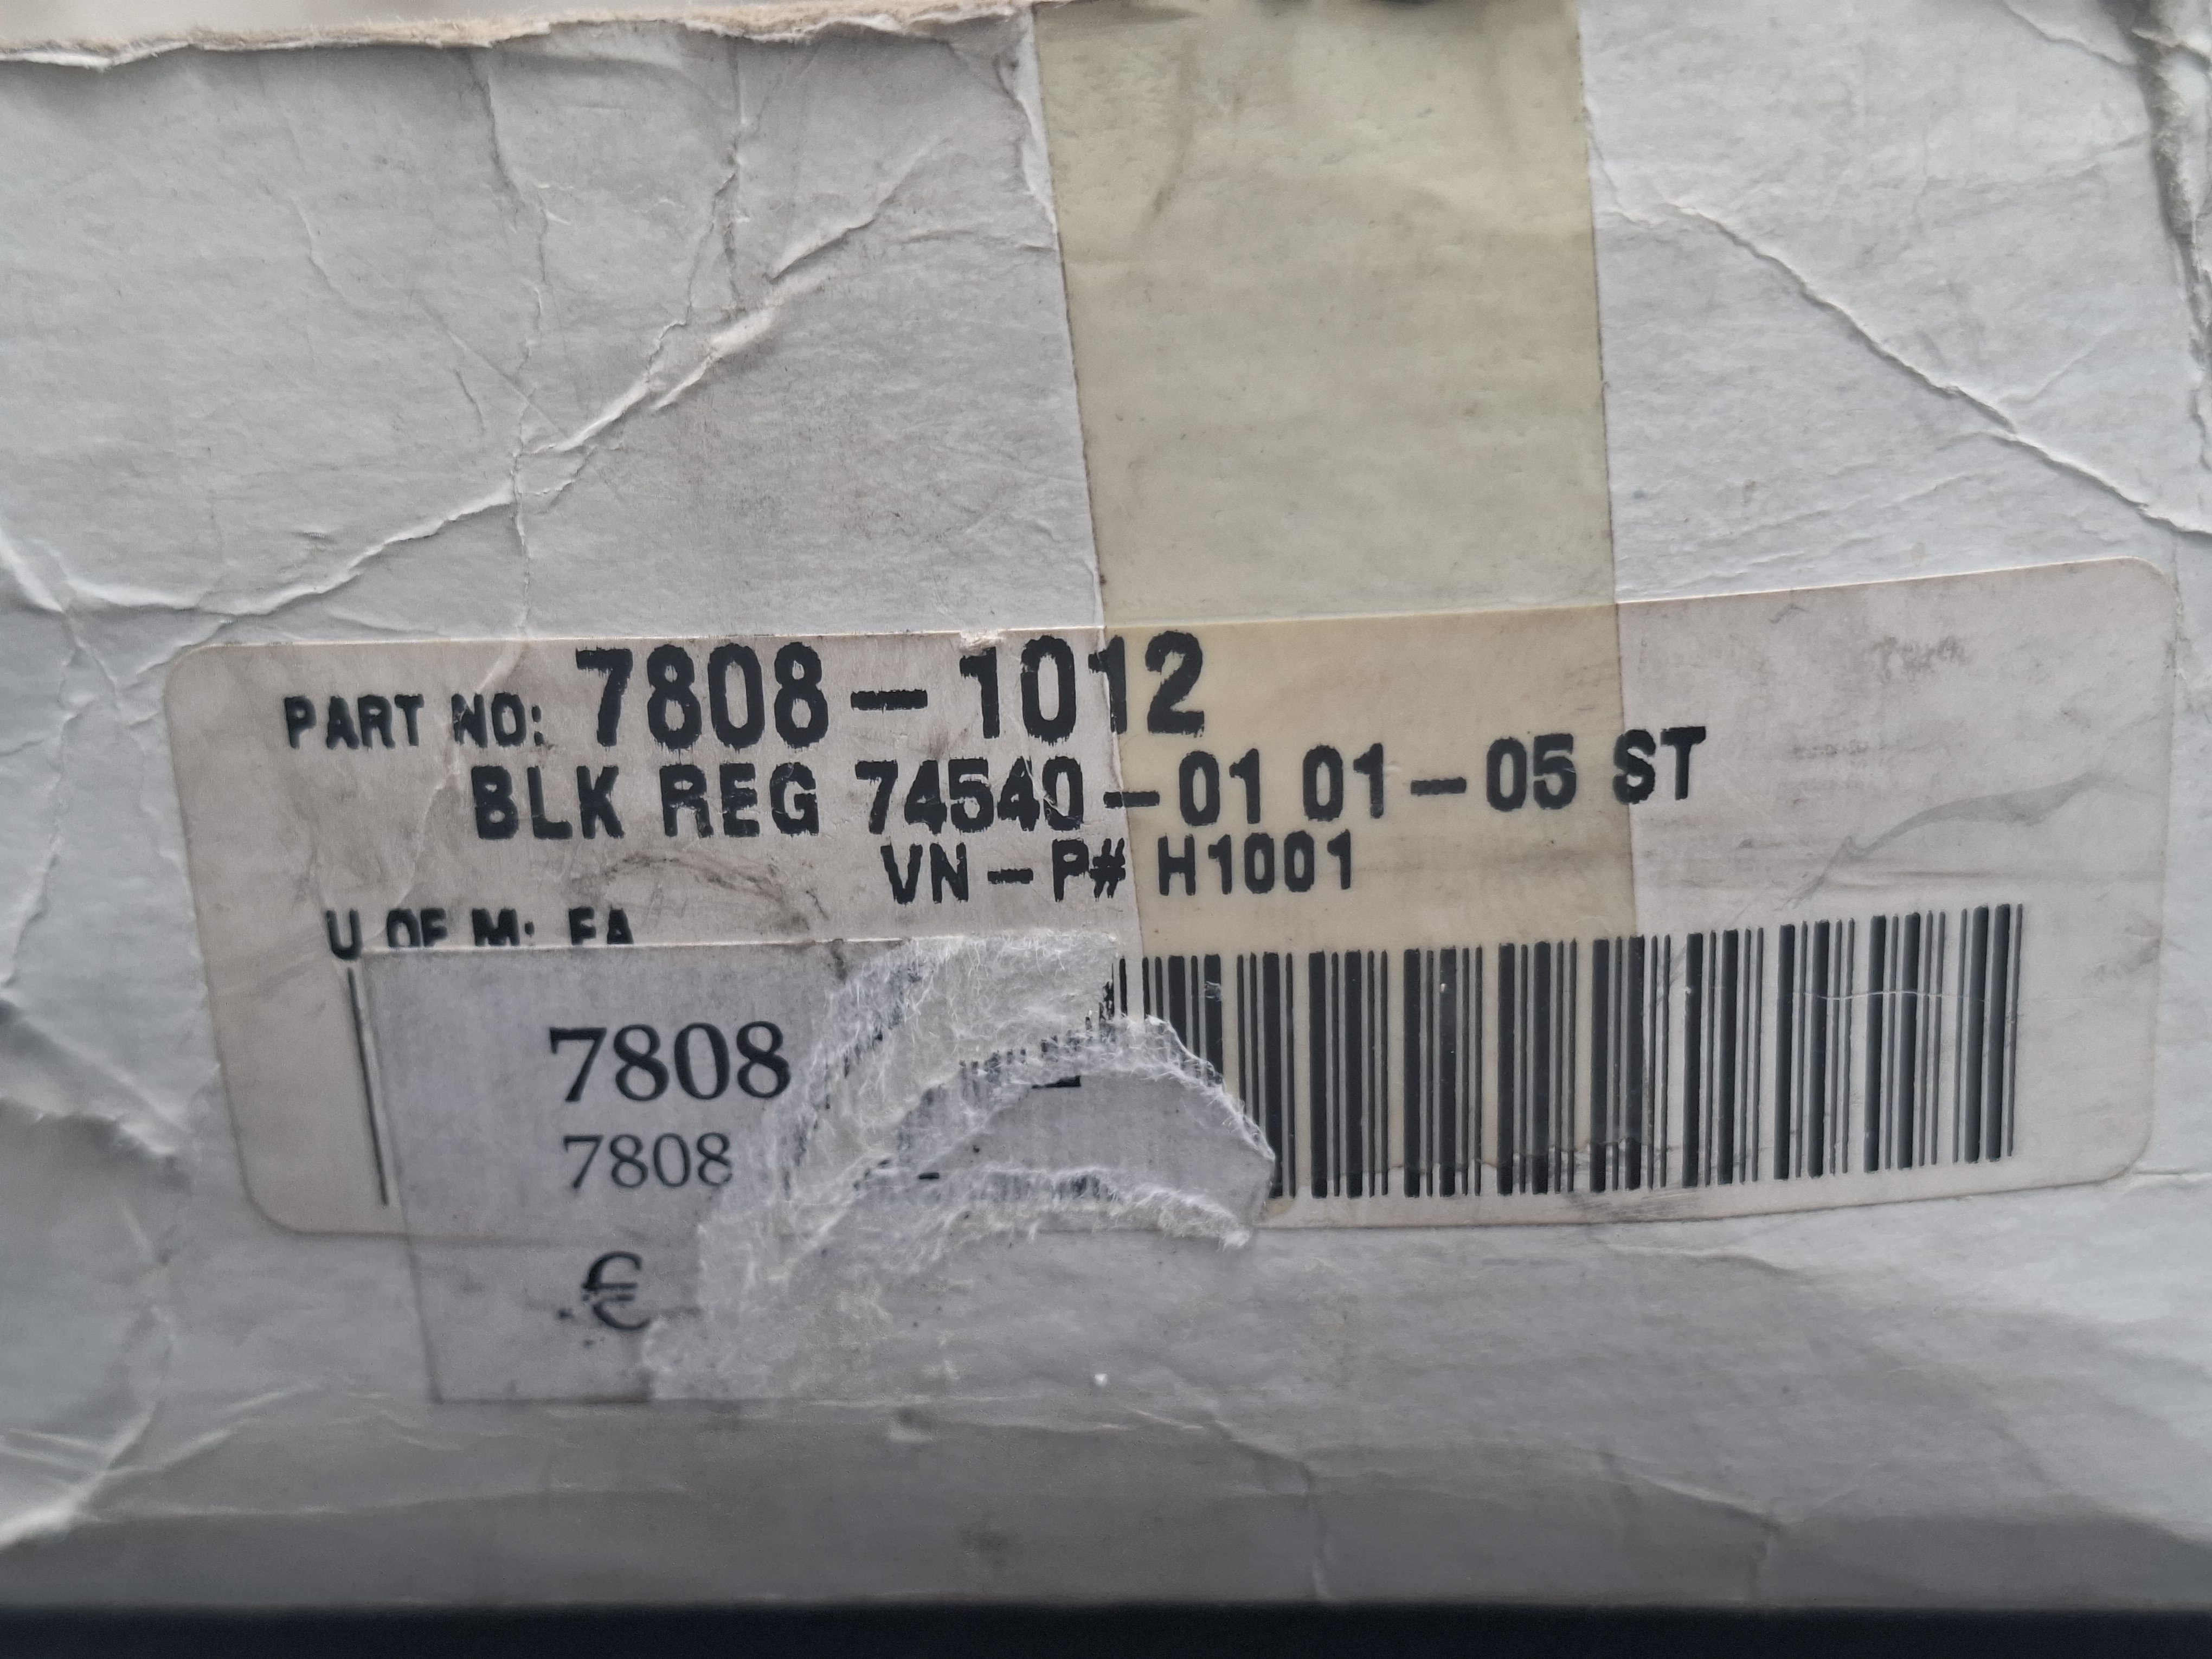 PART NO: 7808-1012
BLK REG 74540-01 01-05 ST
VN-P# H1001
U OF M: EA
7808
7808
€